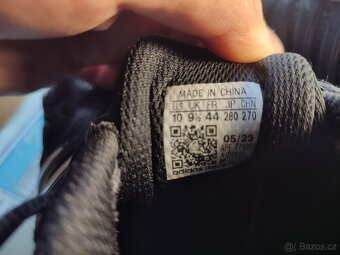 MADE IN CHINA
US UK FR JP CHN
10 9½ 44 280 270
05/23
adidas
bazos.cz